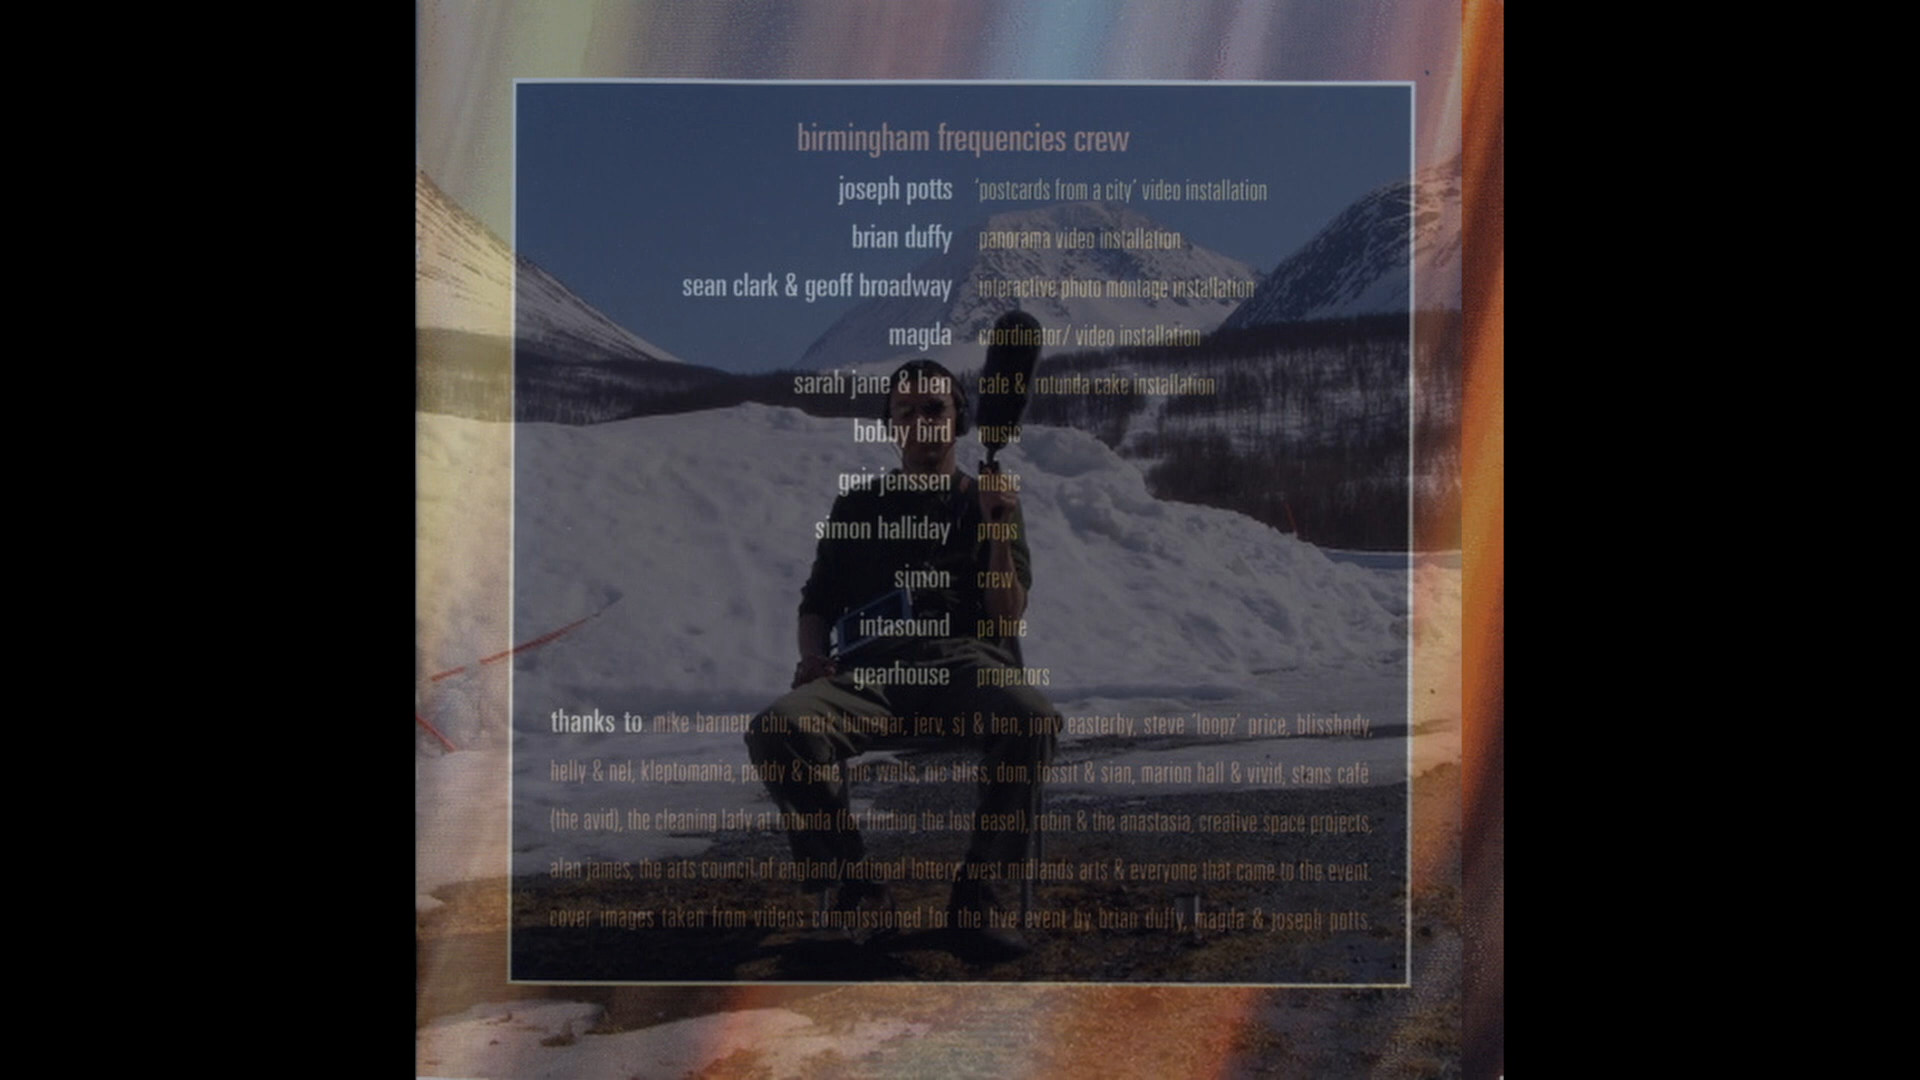 birmingham frequencies crew
joseph potts 'postcards from a city' video installation
brian duffy panorama video installation
sean clark & geoff broadway interactive photo montage installation
magda coordinator/ video installation
sarah jane & ben cafe & rotunda cake installation
bobby bird music
geir jenssen music
simon halliday props
simon crew
intasound pa hire
gearhouse projectors
thanks to mike barnett, chu, mark bunegar, jerv, sj & ben, jony easterby, steve 'loopz' price, blissbody,
helly & nel, kleptomania, paddy & jane, nic wells, nic bliss, dom, fossit & sian, marion hall & vivid, stans café
(the avid), the cleaning lady at rotunda (for finding the lost easel), robin & the anastasia, creative space projects,
alan james, the arts council of england/national lottery, west midlands arts & everyone that came to the event.
cover images taken from videos commissioned for the live event by brian duffy, magda & joseph potts.